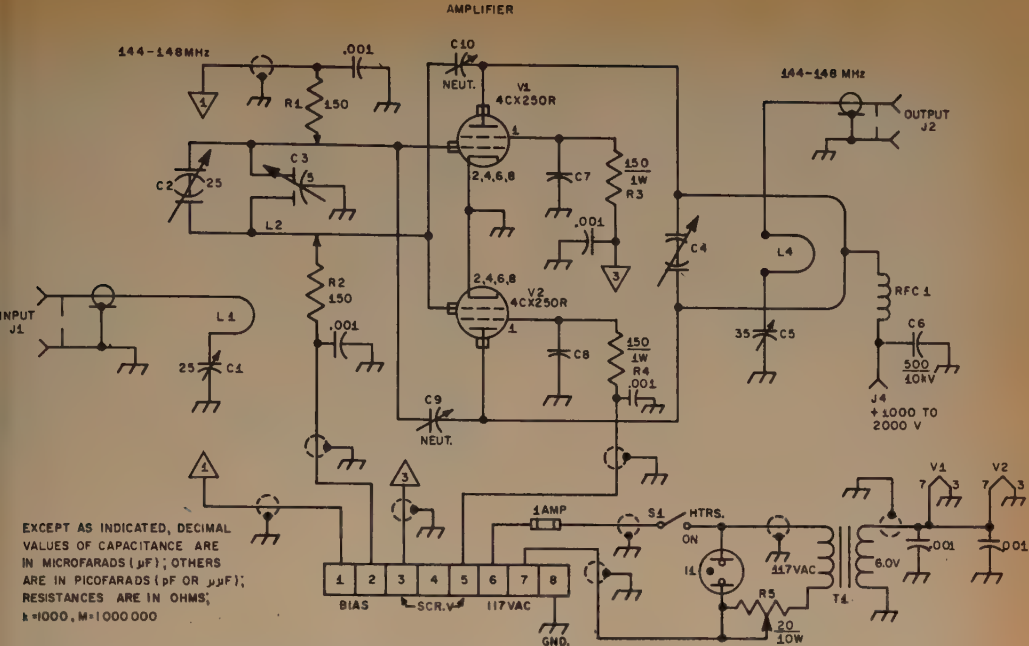 AMPLIFIER
144-148MHz
.001
1
R1
150
C10
NEUT.
V1
4CX250R
1
2,4,6,8
C2
25
C3
5
L2
C7
150
1W
R3
.001
3
C4
144-148 MHz
OUTPUT
J2
L4
RFC 1
35
C5
C6
500
10kV
J4
+1000 TO
2000 V
INPUT
J1
L1
25
C1
R2
150
.001
2,4,6,8
V2
4CX250R
1
C8
150
1W
R4
.001
C9
NEUT.
1
3
EXCEPT AS INDICATED, DECIMAL
VALUES OF CAPACITANCE ARE
IN MICROFARADS (µF); OTHERS
ARE IN PICOFARADS (pF OR µµF);
RESISTANCES ARE IN OHMS;
k=1000, M=1000000
1 2 3 4 5 6 7 8
BIAS
SCR.V
117VAC
GND.
1AMP
S1
HTRS.
ON
I1
117VAC
R5
20
10W
T1
6.0V
V1
7 3
V2
7 3
.001
.001